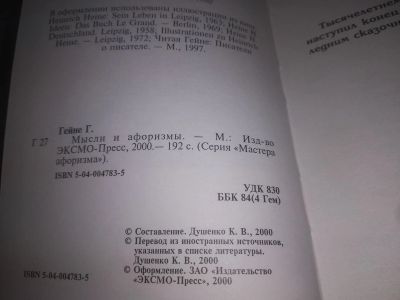 В оформлении использованы иллюстрации из книг
Heinrich Heine: Sein Leben in Leipzig, 1965; Heine H
Ideen: Das Buch Le Grand. — Berlin, 1969; Heine H.
Deutschland. Leipzig, 1958; Illustrationen zu Heinrich
Heine. — Leipzig, 1972; Читая Гейне: Писатели
о писателе. — М., 1997.
Гейне Г.
Г 27 Мысли и афоризмы. — М.: Изд-во
ЭКСМО-Пресс, 2000.— 192 с. (Серия «Мастера
афоризма»).
ISBN 5-04-004783-5
УДК 830
ББК 84(4 Гем)
© Составление. Душенко К. В., 2000
© Перевод из иностранных источников,
указанных в списке литературы.
Душенко К. В., 2000
© Оформление. ЗАО «Издательство
«ЭКСМО-Пресс», 2000
ISBN 5-04-004783-5
Тысячелетне
наступил конец
ледним сказочн